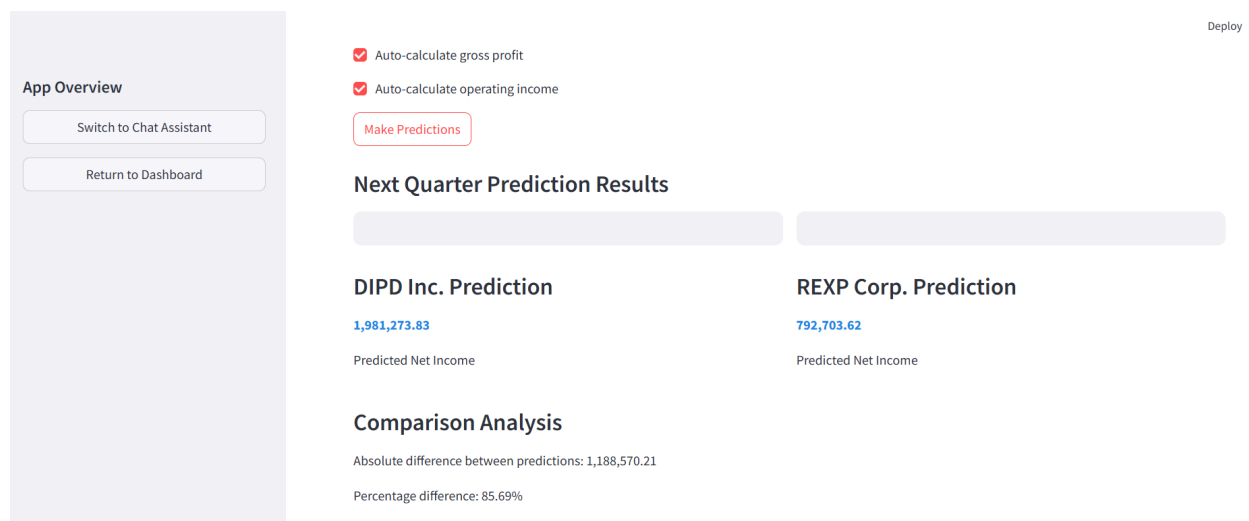 Deploy
App Overview
Switch to Chat Assistant
Return to Dashboard
Auto-calculate gross profit
Auto-calculate operating income
Make Predictions
Next Quarter Prediction Results
DIPD Inc. Prediction
1,981,273.83
Predicted Net Income
REXP Corp. Prediction
792,703.62
Predicted Net Income
Comparison Analysis
Absolute difference between predictions: 1,188,570.21
Percentage difference: 85.69%